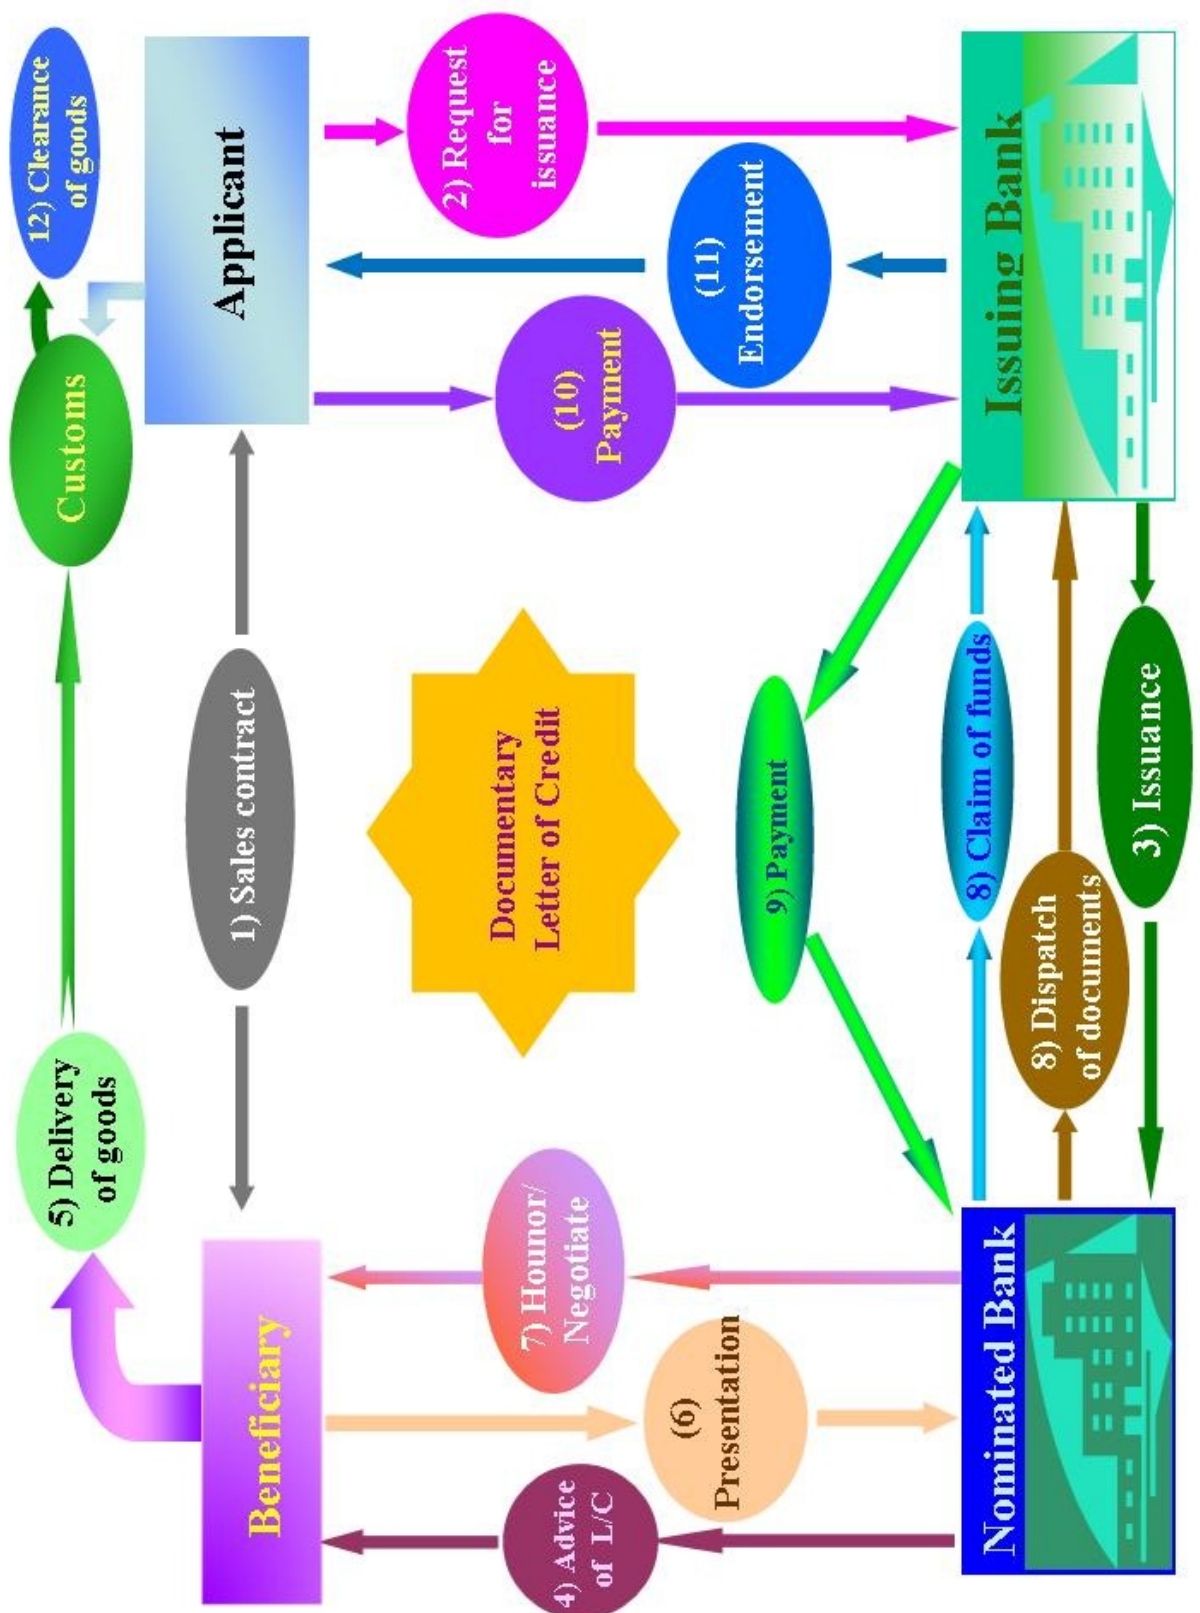 5) Delivery
of goods
Customs
12) Clearance
of goods
Beneficiary
1) Sales contract
Applicant
4) Advice
of L/C
(6)
Presentation
7) Hounor/
Negotiate
Documentary
Letter of Credit
(10)
Payment
(11)
Endorsement
2) Request
for
issuance
9) Payment
Nominated Bank
8) Claim of funds
8) Dispatch
of documents
3) Issuance
Issuing Bank